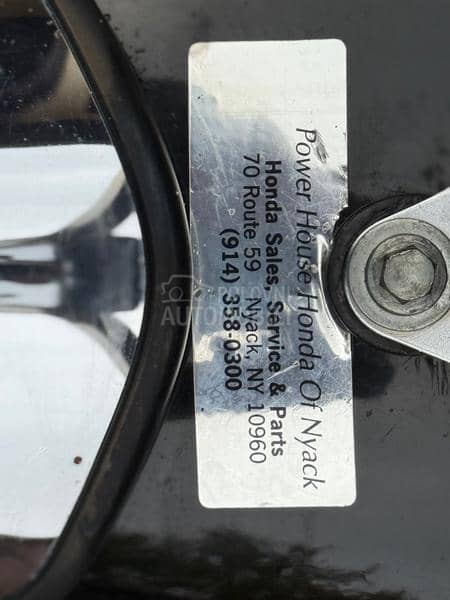 Power House Honda Of Nyack
Honda Sales, Service & Parts
70 Route 59 Nyack, NY 10960
(914) 358-0300